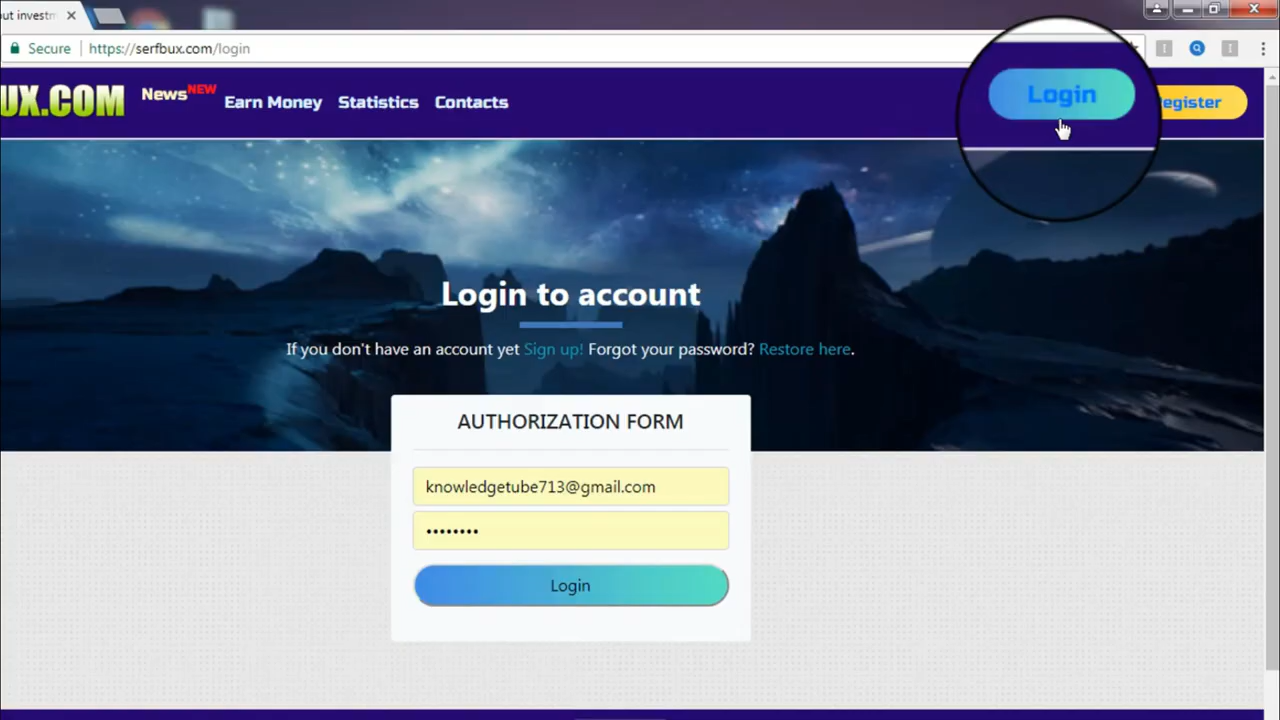 out investm
Secure https://serfbux.com/login
UX.COM News NEW Earn Money Statistics Contacts Login egister
Login to account
If you don't have an account yet Sign up! Forgot your password? Restore here.
AUTHORIZATION FORM
knowledgetube713@gmail.com
••••••••
Login